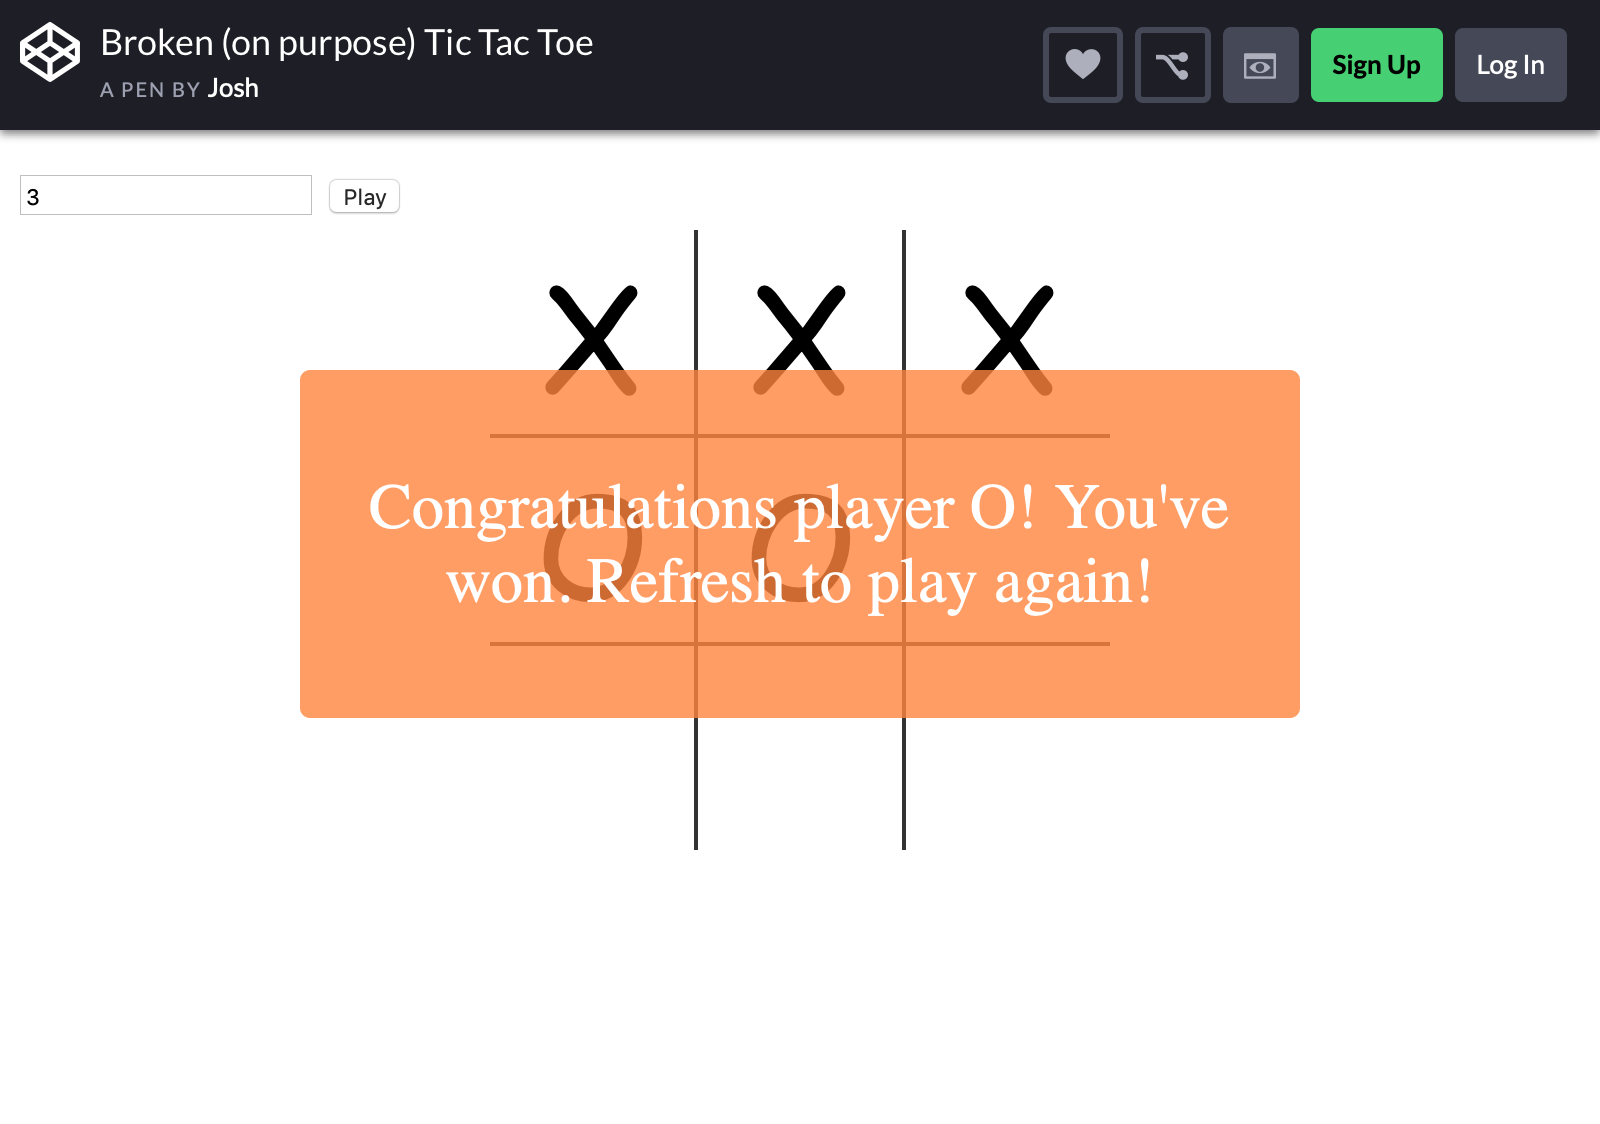 Broken (on purpose) Tic Tac Toe
A PEN BY Josh
Sign Up
Log In
3
Play
X X X
O O
Congratulations player O! You've
won. Refresh to play again!